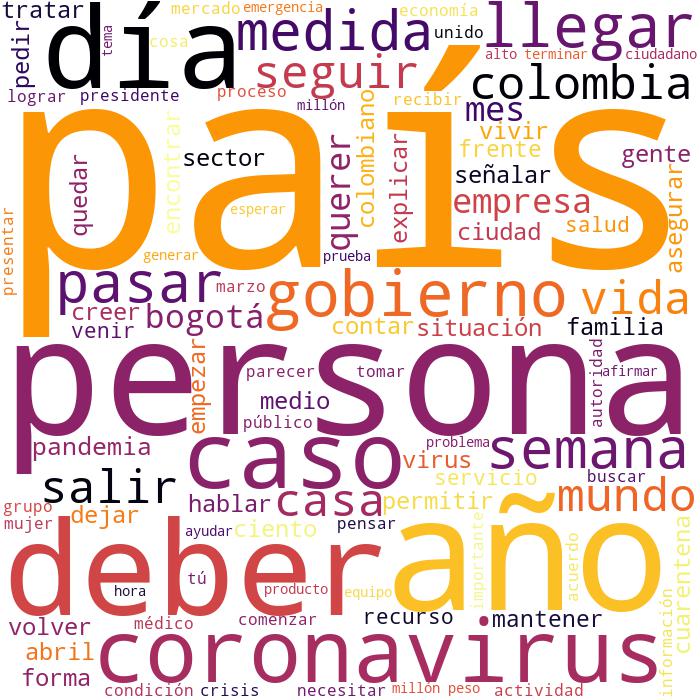 tratar
mercado
emergencia
economía
pedir
día
tema
cosa
medida
unido
llegar
alto
terminar
ciudadano
lograr
presidente
proceso
seguir
millón
recibir
colombia
país
mes
vivir
frente
gente
encontrar
sector
querer
colombiano
explicar
señalar
empresa
quedar
esperar
ciudad
salud
asegurar
presentar
generar
prueba
pasar
marzo
gobierno
vida
creer
bogotá
venir
contar
situación
familia
persona
empezar
parecer
tomar
autoridad
afirmar
medio
público
pandemia
caso
problema
virus
semana
salir
servicio
buscar
grupo
mujer
dejar
hablar
casa
permitir
mundo
deber
ayudar
ciento
pensar
año
importante
acuerdo
cuarentena
tú
hora
producto
equipo
volver
médico
comenzar
recurso
mantener
información
abril
forma
coronavirus
condición
crisis
necesitar
millón peso
actividad